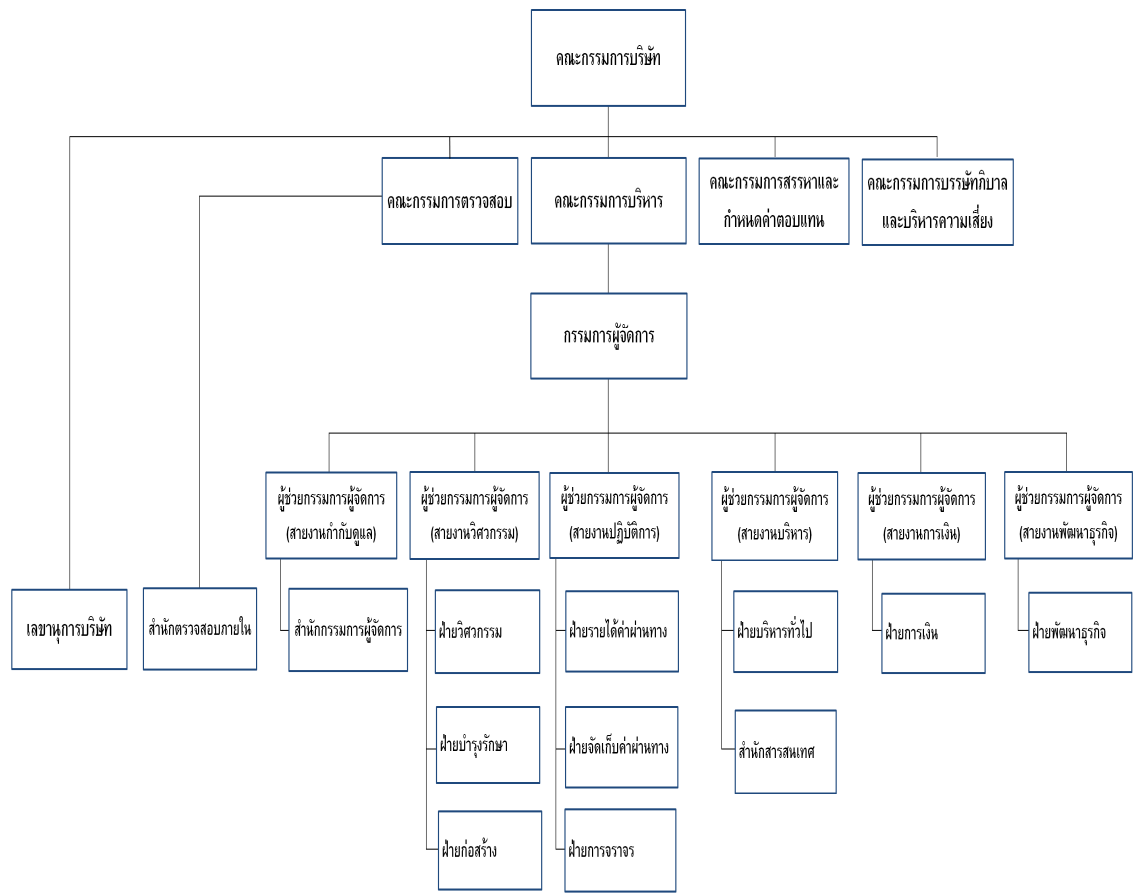 คณะกรรมการบริษัท
คณะกรรมการตรวจสอบ
คณะกรรมการบริหาร
คณะกรรมการสรรหาและ
กำหนดค่าตอบแทน
คณะกรรมการบรรษัทภิบาล
และบริหารความเสี่ยง
กรรมการผู้จัดการ
ผู้ช่วยกรรมการผู้จัดการ
(สายงานกำกับดูแล)
ผู้ช่วยกรรมการผู้จัดการ
(สายงานวิศวกรรม)
ผู้ช่วยกรรมการผู้จัดการ
(สายงานปฏิบัติการ)
ผู้ช่วยกรรมการผู้จัดการ
(สายงานบริหาร)
ผู้ช่วยกรรมการผู้จัดการ
(สายงานการเงิน)
ผู้ช่วยกรรมการผู้จัดการ
(สายงานพัฒนาธุรกิจ)
เลขานุการบริษัท
สำนักตรวจสอบภายใน
สำนักกรรมการผู้จัดการ
ฝ่ายวิศวกรรม
ฝ่ายรายได้ค่าผ่านทาง
ฝ่ายบริหารทั่วไป
ฝ่ายการเงิน
ฝ่ายพัฒนาธุรกิจ
ฝ่ายบำรุงรักษา
ฝ่ายจัดเก็บค่าผ่านทาง
สำนักสารสนเทศ
ฝ่ายก่อสร้าง
ฝ่ายการจราจร